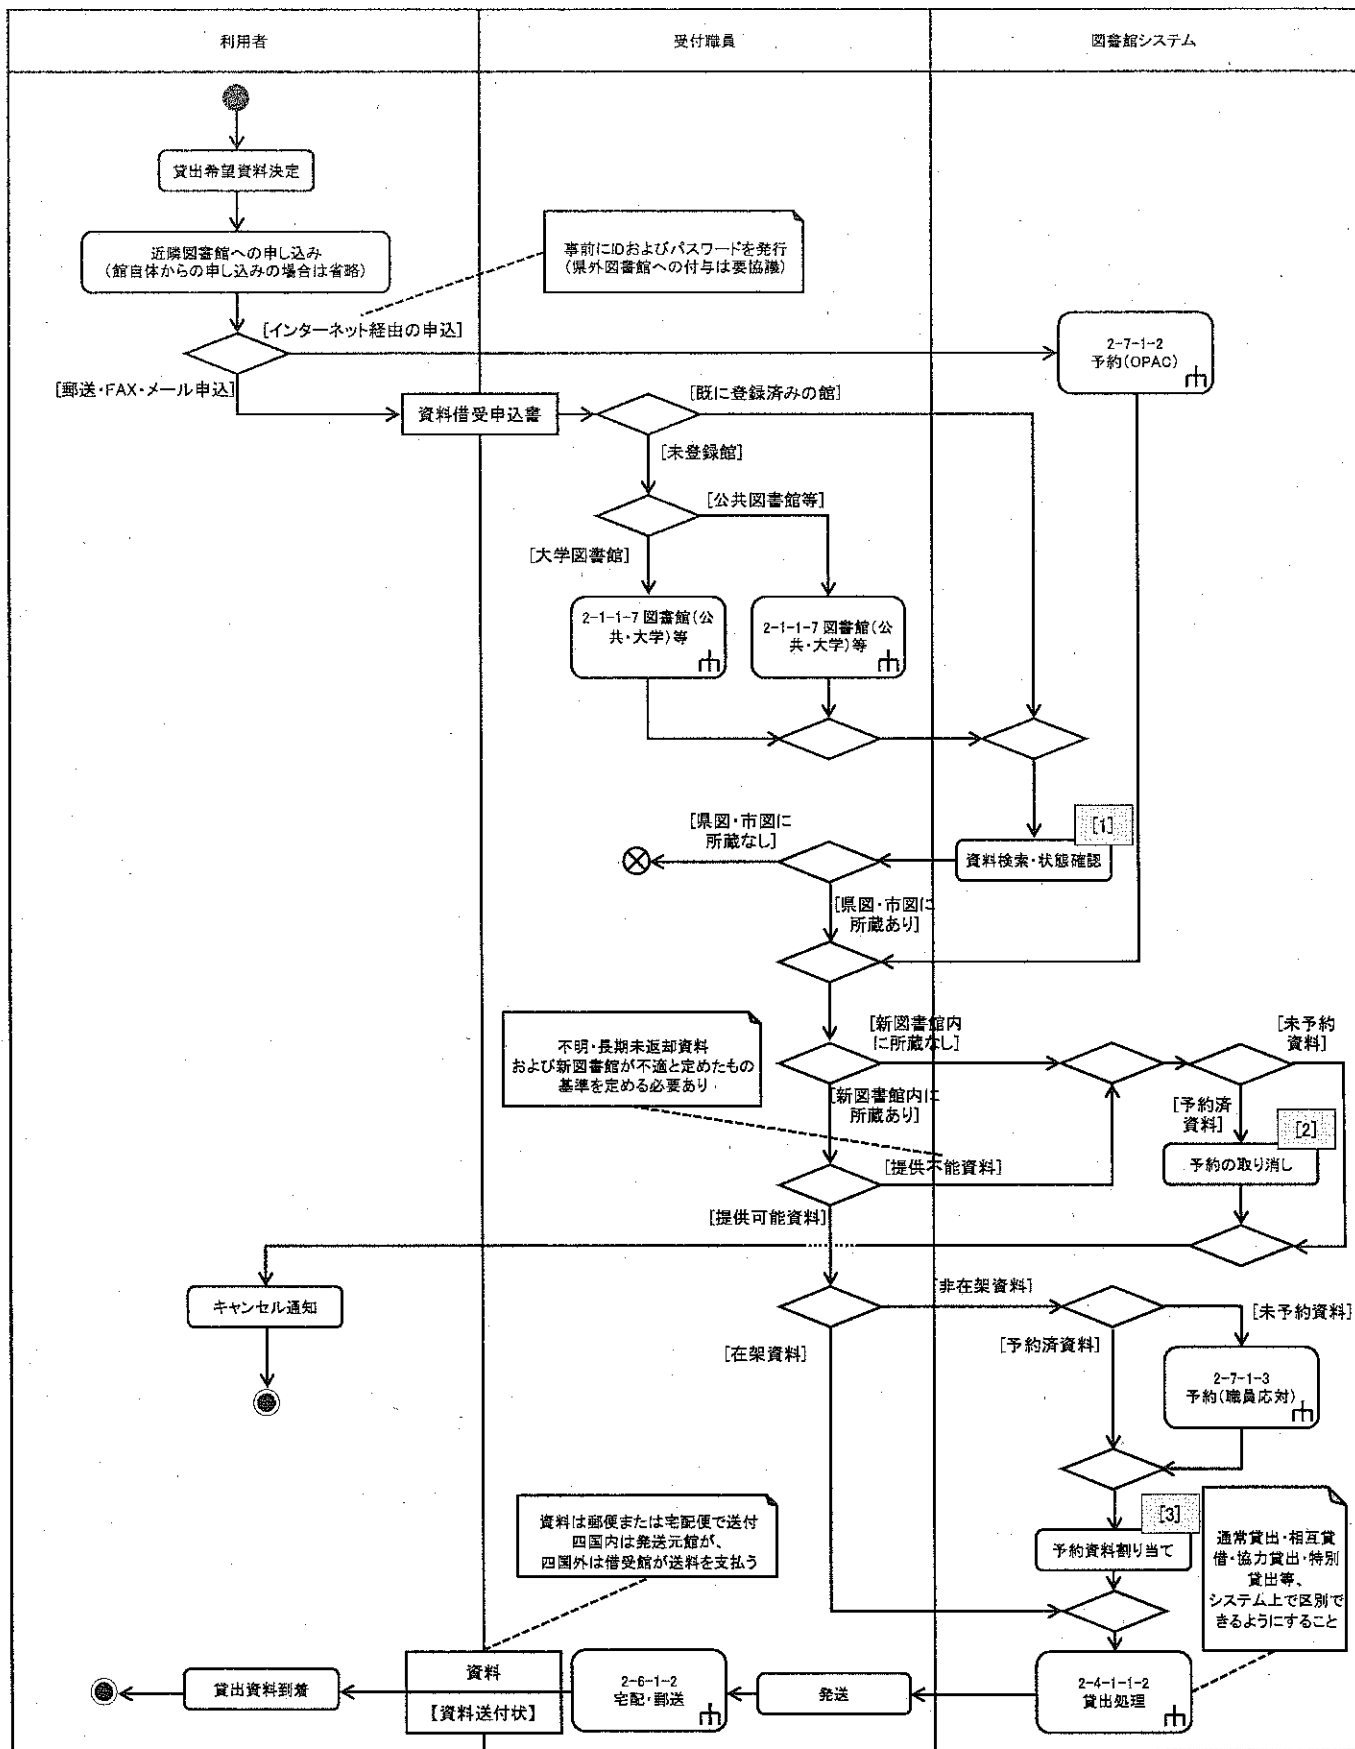 利用者
受付職員
図書館システム
貸出希望資料決定
近隣図書館への申し込み
(館自体からの申し込みの場合は省略)
事前にIDおよびパスワードを発行
(県外図書館への付与は要協議)
[インターネット経由の申込]
2-7-1-2
予約(OPAC)
[郵送・FAX・メール申込]
資料借受申込書
[既に登録済みの館]
[未登録館]
[公共図書館等]
[大学図書館]
2-1-1-7 図書館(公
共・大学)等
2-1-1-7 図書館(公
共・大学)等
[1]
資料検索・状態確認
[県図・市図に
所蔵なし]
[県図・市図に
所蔵あり]
不明・長期未返却資料
および新図書館が不適と定めたもの
基準を定める必要あり
[新図書館内
に所蔵なし]
[未予約
資料]
[新図書館内に
所蔵あり]
[予約済
資料]
[2]
予約の取り消し
[提供不能資料]
[提供可能資料]
キャンセル通知
[非在架資料]
[未予約資料]
[在架資料]
[予約済資料]
2-7-1-3
予約(職員応対)
[3]
予約資料割り当て
資料は郵便または宅配便で送付
四国内は発送元館が、
四国外は借受館が送料を支払う
通常貸出・相互貸
借・協力貸出・特別
貸出等、
システム上で区別で
きるようにすること
貸出資料到着
資料
【資料送付状】
2-6-1-2
宅配・郵送
発送
2-4-1-1-2
貸出処理